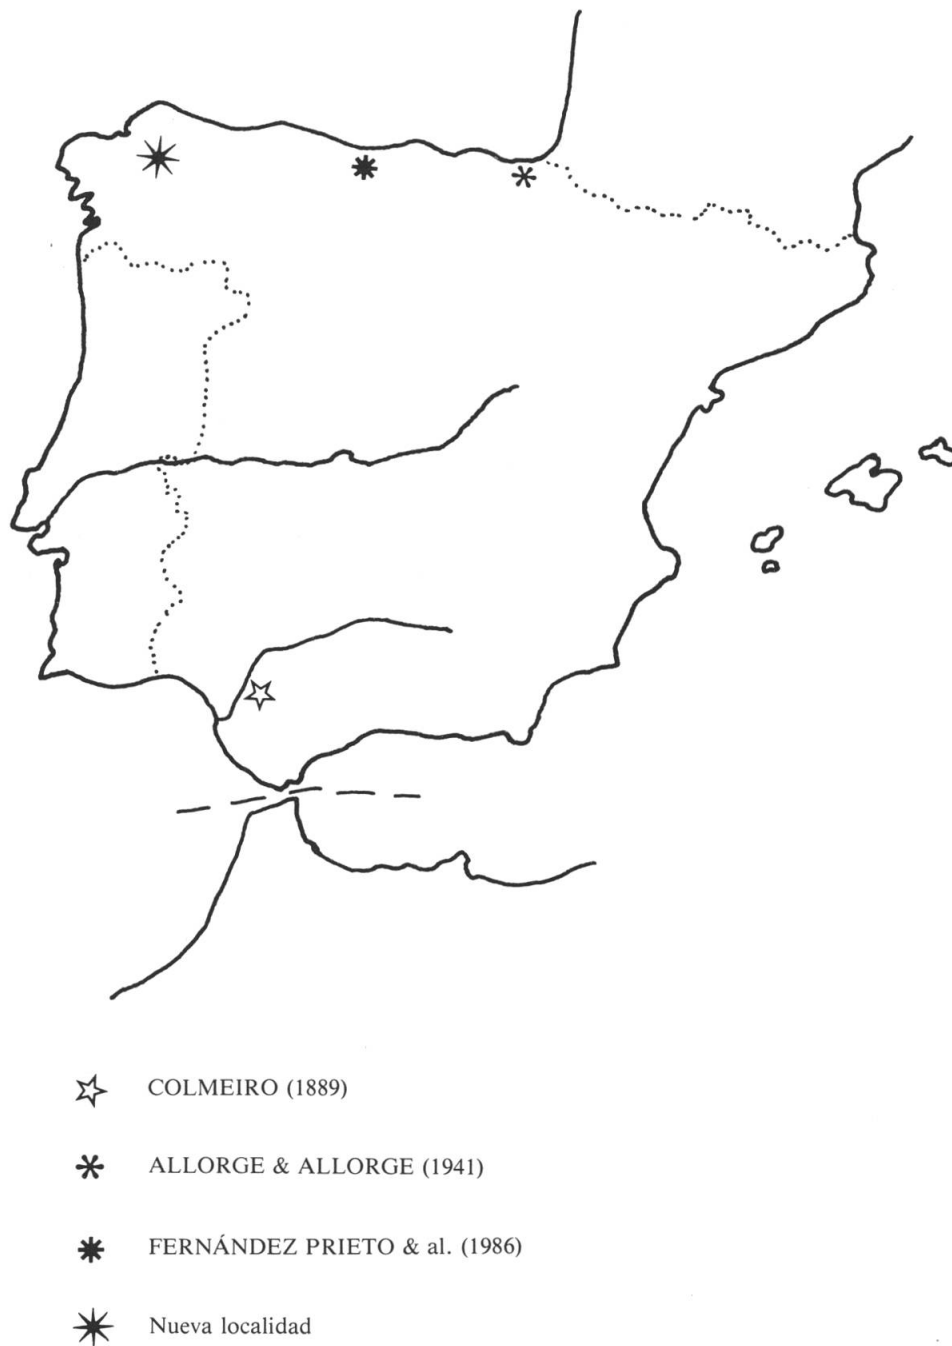 COLMEIRO (1889)
ALLORGE & ALLORGE (1941)
FERNÁNDEZ PRIETO & al. (1986)
Nueva localidad